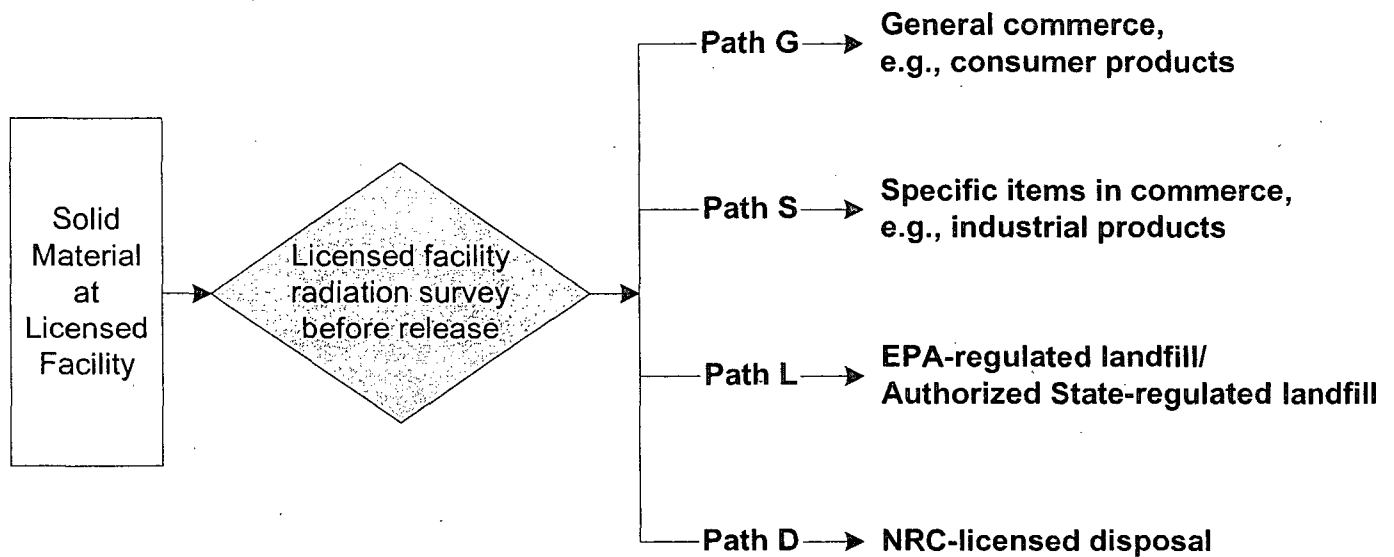 Solid
Material
at
Licensed
Facility
Licensed facility
radiation survey
before release
Path G
General commerce,
e.g., consumer products
Path S
Specific items in commerce,
e.g., industrial products
Path L
EPA-regulated landfill/
Authorized State-regulated landfill
Path D
NRC-licensed disposal